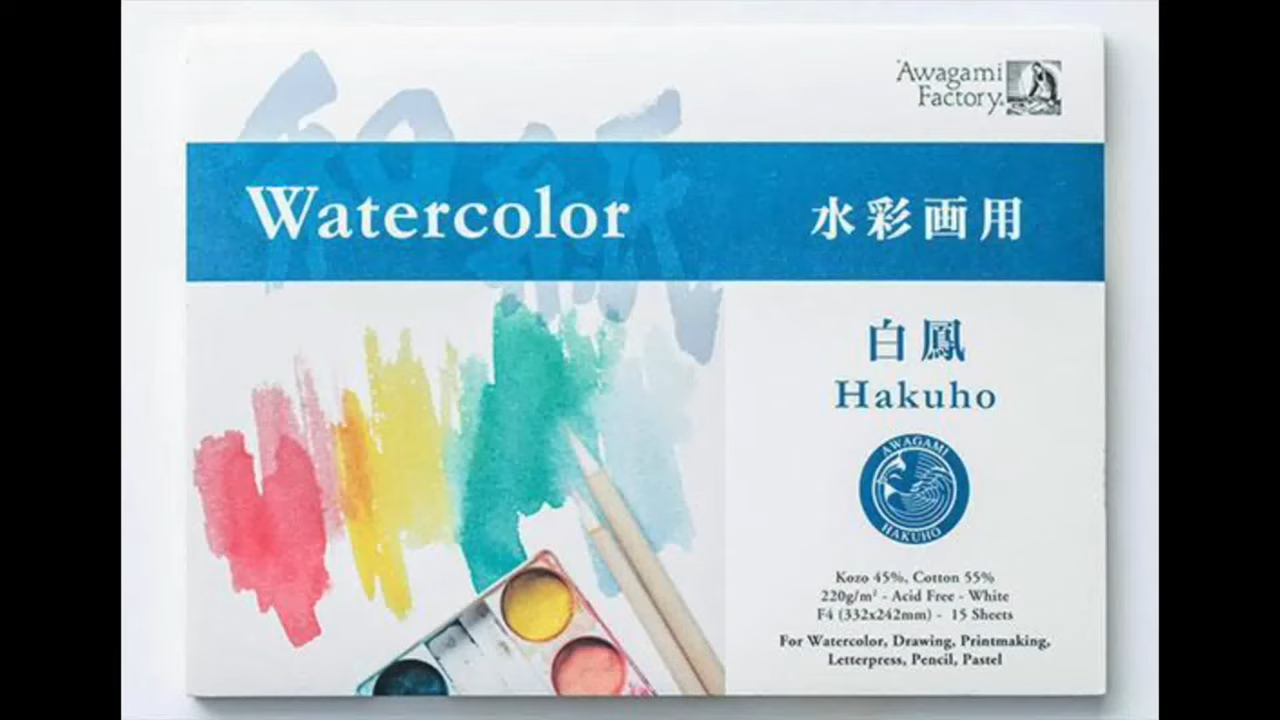 Awagami
Factory
Watercolor
水彩画用
白鳳
Hakuho
AWAGAMI
HAKUHO
Kozo 45%, Cotton 55%
220g/m² - Acid Free - White
F4 (332x242mm) - 15 Sheets
For Watercolor, Drawing, Printmaking,
Letterpress, Pencil, Pastel